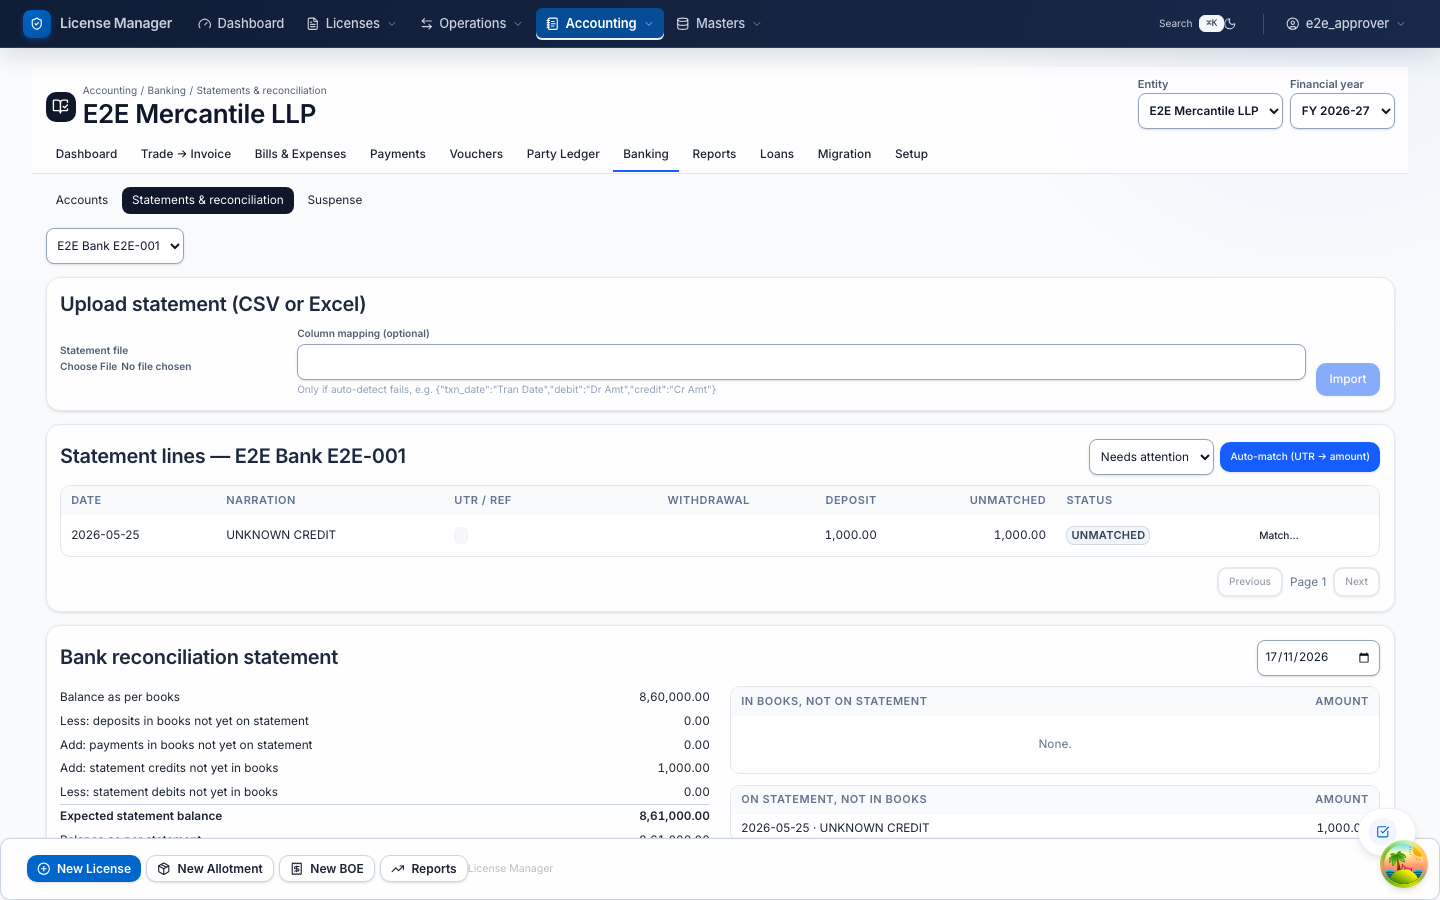 License Manager Dashboard Licenses Operations Accounting Masters Search ⌘K e2e_approver
Accounting / Banking / Statements & reconciliation
E2E Mercantile LLP
Entity Financial year
E2E Mercantile LLP FY 2026-27
Dashboard Trade → Invoice Bills & Expenses Payments Vouchers Party Ledger Banking Reports Loans Migration Setup
Accounts Statements & reconciliation Suspense
E2E Bank E2E-001
Upload statement (CSV or Excel)
Column mapping (optional)
Statement file
Choose File No file chosen
Import
Only if auto-detect fails, e.g. {"txn_date":"Tran Date","debit":"Dr Amt","credit":"Cr Amt"}
Statement lines — E2E Bank E2E-001 Needs attention Auto-match (UTR → amount)
DATE NARRATION UTR / REF WITHDRAWAL DEPOSIT UNMATCHED STATUS
2026-05-25 UNKNOWN CREDIT 1,000.00 1,000.00 UNMATCHED Match...
Previous Page 1 Next
Bank reconciliation statement 17/11/2026
Balance as per books 8,60,000.00
Less: deposits in books not yet on statement 0.00
Add: payments in books not yet on statement 0.00
Add: statement credits not yet in books 1,000.00
Less: statement debits not yet in books 0.00
Expected statement balance 8,61,000.00
IN BOOKS, NOT ON STATEMENT AMOUNT
None.
ON STATEMENT, NOT IN BOOKS AMOUNT
2026-05-25 · UNKNOWN CREDIT 1,000.0
New License New Allotment New BOE Reports License Manager